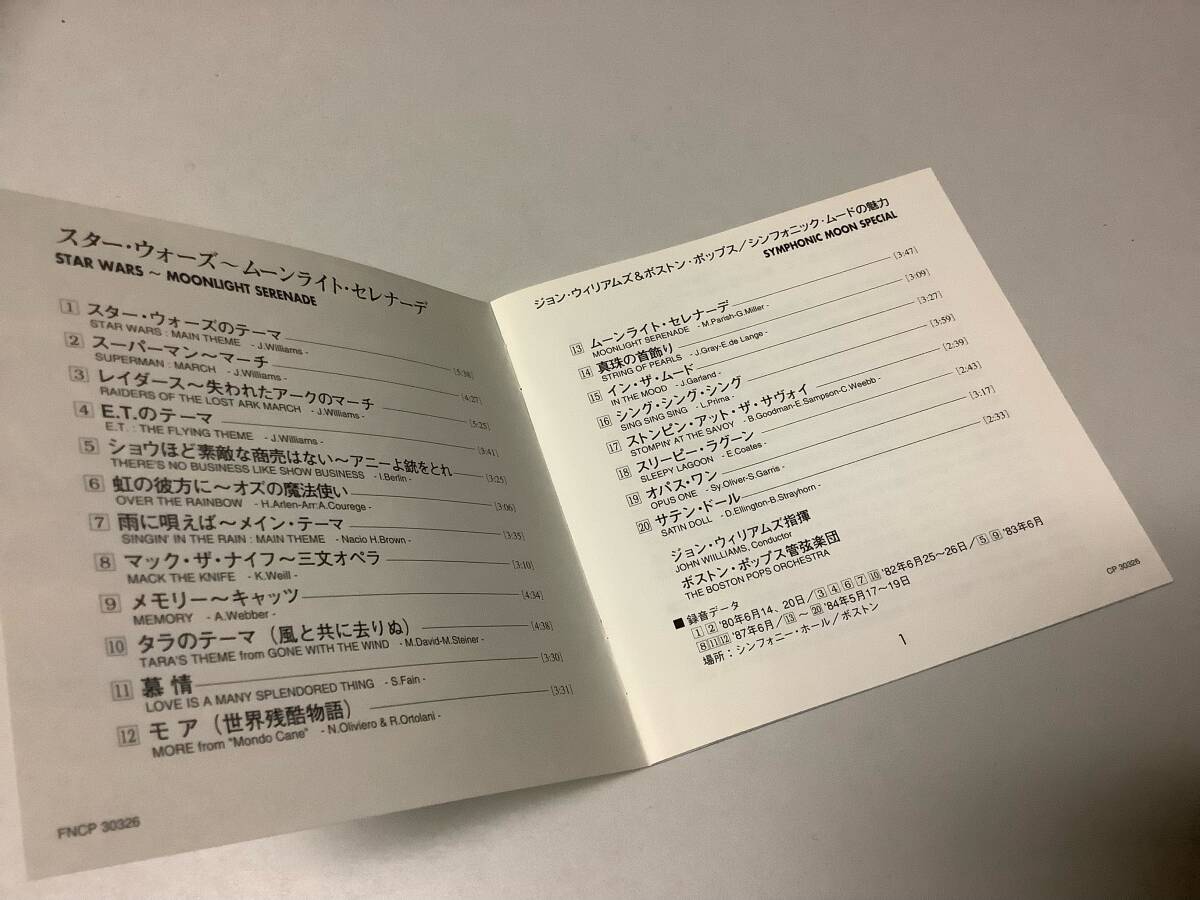 スター・ウォーズ～ムーンライト・セレナーデ
STAR WARS ~ MOONLIGHT SERENADE
1 スター・ウォーズのテーマ [5:38]
STAR WARS : MAIN THEME - J.Williams -
2 スーパーマン～マーチ [4:27]
SUPERMAN : MARCH - J.Williams -
3 レイダース～失われたアークのマーチ [5:25]
RAIDERS OF THE LOST ARK MARCH - J.Williams -
4 E.T.のテーマ [3:41]
E.T. : THE FLYING THEME - J.Williams -
5 ショウほど素敵な商売はない～アニーよ銃をとれ [3:25]
THERE'S NO BUSINESS LIKE SHOW BUSINESS - I.Berlin -
6 虹の彼方に～オズの魔法使い [3:06]
OVER THE RAINBOW - H.Arlen-Arr:A.Courege -
7 雨に唄えば～メイン・テーマ [3:35]
SINGIN' IN THE RAIN : MAIN THEME - Nacio H.Brown -
8 マック・ザ・ナイフ～三文オペラ [3:10]
MACK THE KNIFE - K.Weill -
9 メモリー～キャッツ [4:34]
MEMORY - A.Webber -
10 タラのテーマ（風と共に去りぬ） [4:38]
TARA'S THEME from GONE WITH THE WIND - M.David-M.Steiner -
11 慕 情 [3:30]
LOVE IS A MANY SPLENDORED THING - S.Fain -
12 モ ア（世界残酷物語） [3:31]
MORE from "Mondo Cane" - N.Oliviero & R.Ortolani -
FNCP 30326
ジョン・ウィリアムズ&ボストン・ポップス／シンフォニック・ムードの魅力
SYMPHONIC MOON SPECIAL
13 ムーンライト・セレナーデ [3:47]
MOONLIGHT SERENADE - M.Parish-G.Miller -
14 真珠の首飾り [3:09]
STRING OF PEARLS - J.Gray-E.de Lange -
15 イン・ザ・ムード [3:27]
IN THE MOOD - J.Garland -
16 シング・シング・シング [3:59]
SING SING SING - L.Prima -
17 ストンピン・アット・ザ・サヴォイ [2:39]
STOMPIN' AT THE SAVOY - B.Goodman-E.Sampson-C.Weebb -
18 スリーピー・ラグーン [2:43]
SLEEPY LAGOON - E.Coates -
19 オパス・ワン [3:17]
OPUS ONE - Sy.Oliver-S.Garris -
20 サテン・ドール [2:33]
SATIN DOLL - D.Ellington-B.Strayhorn -
ジョン・ウィリアムズ指揮
JOHN WILLIAMS, Conductor
ボストン・ポップス管弦楽団
THE BOSTON POPS ORCHESTRA
■ 録音データ
1 2 '80年6月14、20日／3 4 6 7 10 '82年6月25～26日／5 9 '83年6月
8 11 12 '87年6月／13～20 '84年5月17～19日
場所：シンフォニー・ホール／ボストン
CP 30326
1